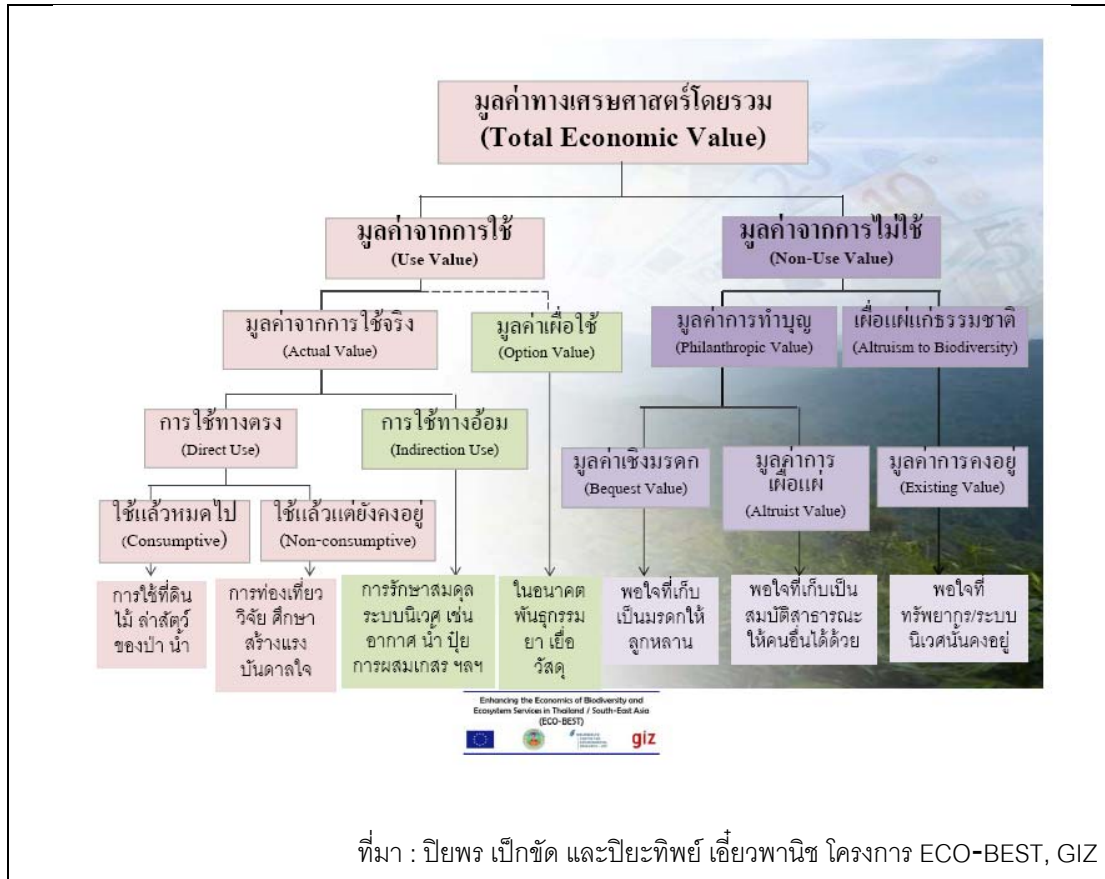 มูลค่าทางเศรษศาสตร์โดยรวม
(Total Economic Value)
มูลค่าจากการใช้
(Use Value)
มูลค่าจากการไม่ใช้
(Non-Use Value)
มูลค่าจากการใช้จริง
(Actual Value)
มูลค่าเผื่อใช้
(Option Value)
มูลค่าการทำบุญ
(Philanthropic Value)
เผื่อแผ่แก่ธรรมชาติ
(Altruism to Biodiversity)
การใช้ทางตรง
(Direct Use)
การใช้ทางอ้อม
(Indirection Use)
มูลค่าเชิงมรดก
(Bequest Value)
มูลค่าการ
เผื่อแผ่
(Altruist Value)
มูลค่าการคงอยู่
(Existing Value)
ใช้แล้วหมดไป
(Consumptive)
ใช้แล้วแต่ยังคงอยู่
(Non-consumptive)
การใช้ที่ดิน
ไม้ ล่าสัตว์
ของป่า น้ำ
การท่องเที่ยว
วิจัย ศึกษา
สร้างแรง
บันดาลใจ
การรักษาสมดุล
ระบบนิเวศ เช่น
อากาศ น้ำ ปุ๋ย
การผสมเกสร ฯลฯ
ในอนาคต
พันธุกรรม
ยา เยื่อ
วัสดุ
พอใจที่เก็บ
เป็นมรดกให้
ลูกหลาน
พอใจที่เก็บเป็น
สมบัติสาธารณะ
ให้คนอื่นได้ด้วย
พอใจที่
ทรัพยากร/ระบบ
นิเวศนั้นคงอยู่
Enhancing the Economics of Biodiversity and
Ecosystem Services in Thailand / South-East Asia
(ECO-BEST)
giz
ที่มา : ปิยพร เป็กขัด และปิยะทิพย์ เอี๋ยวพานิช โครงการ ECO-BEST, GIZ